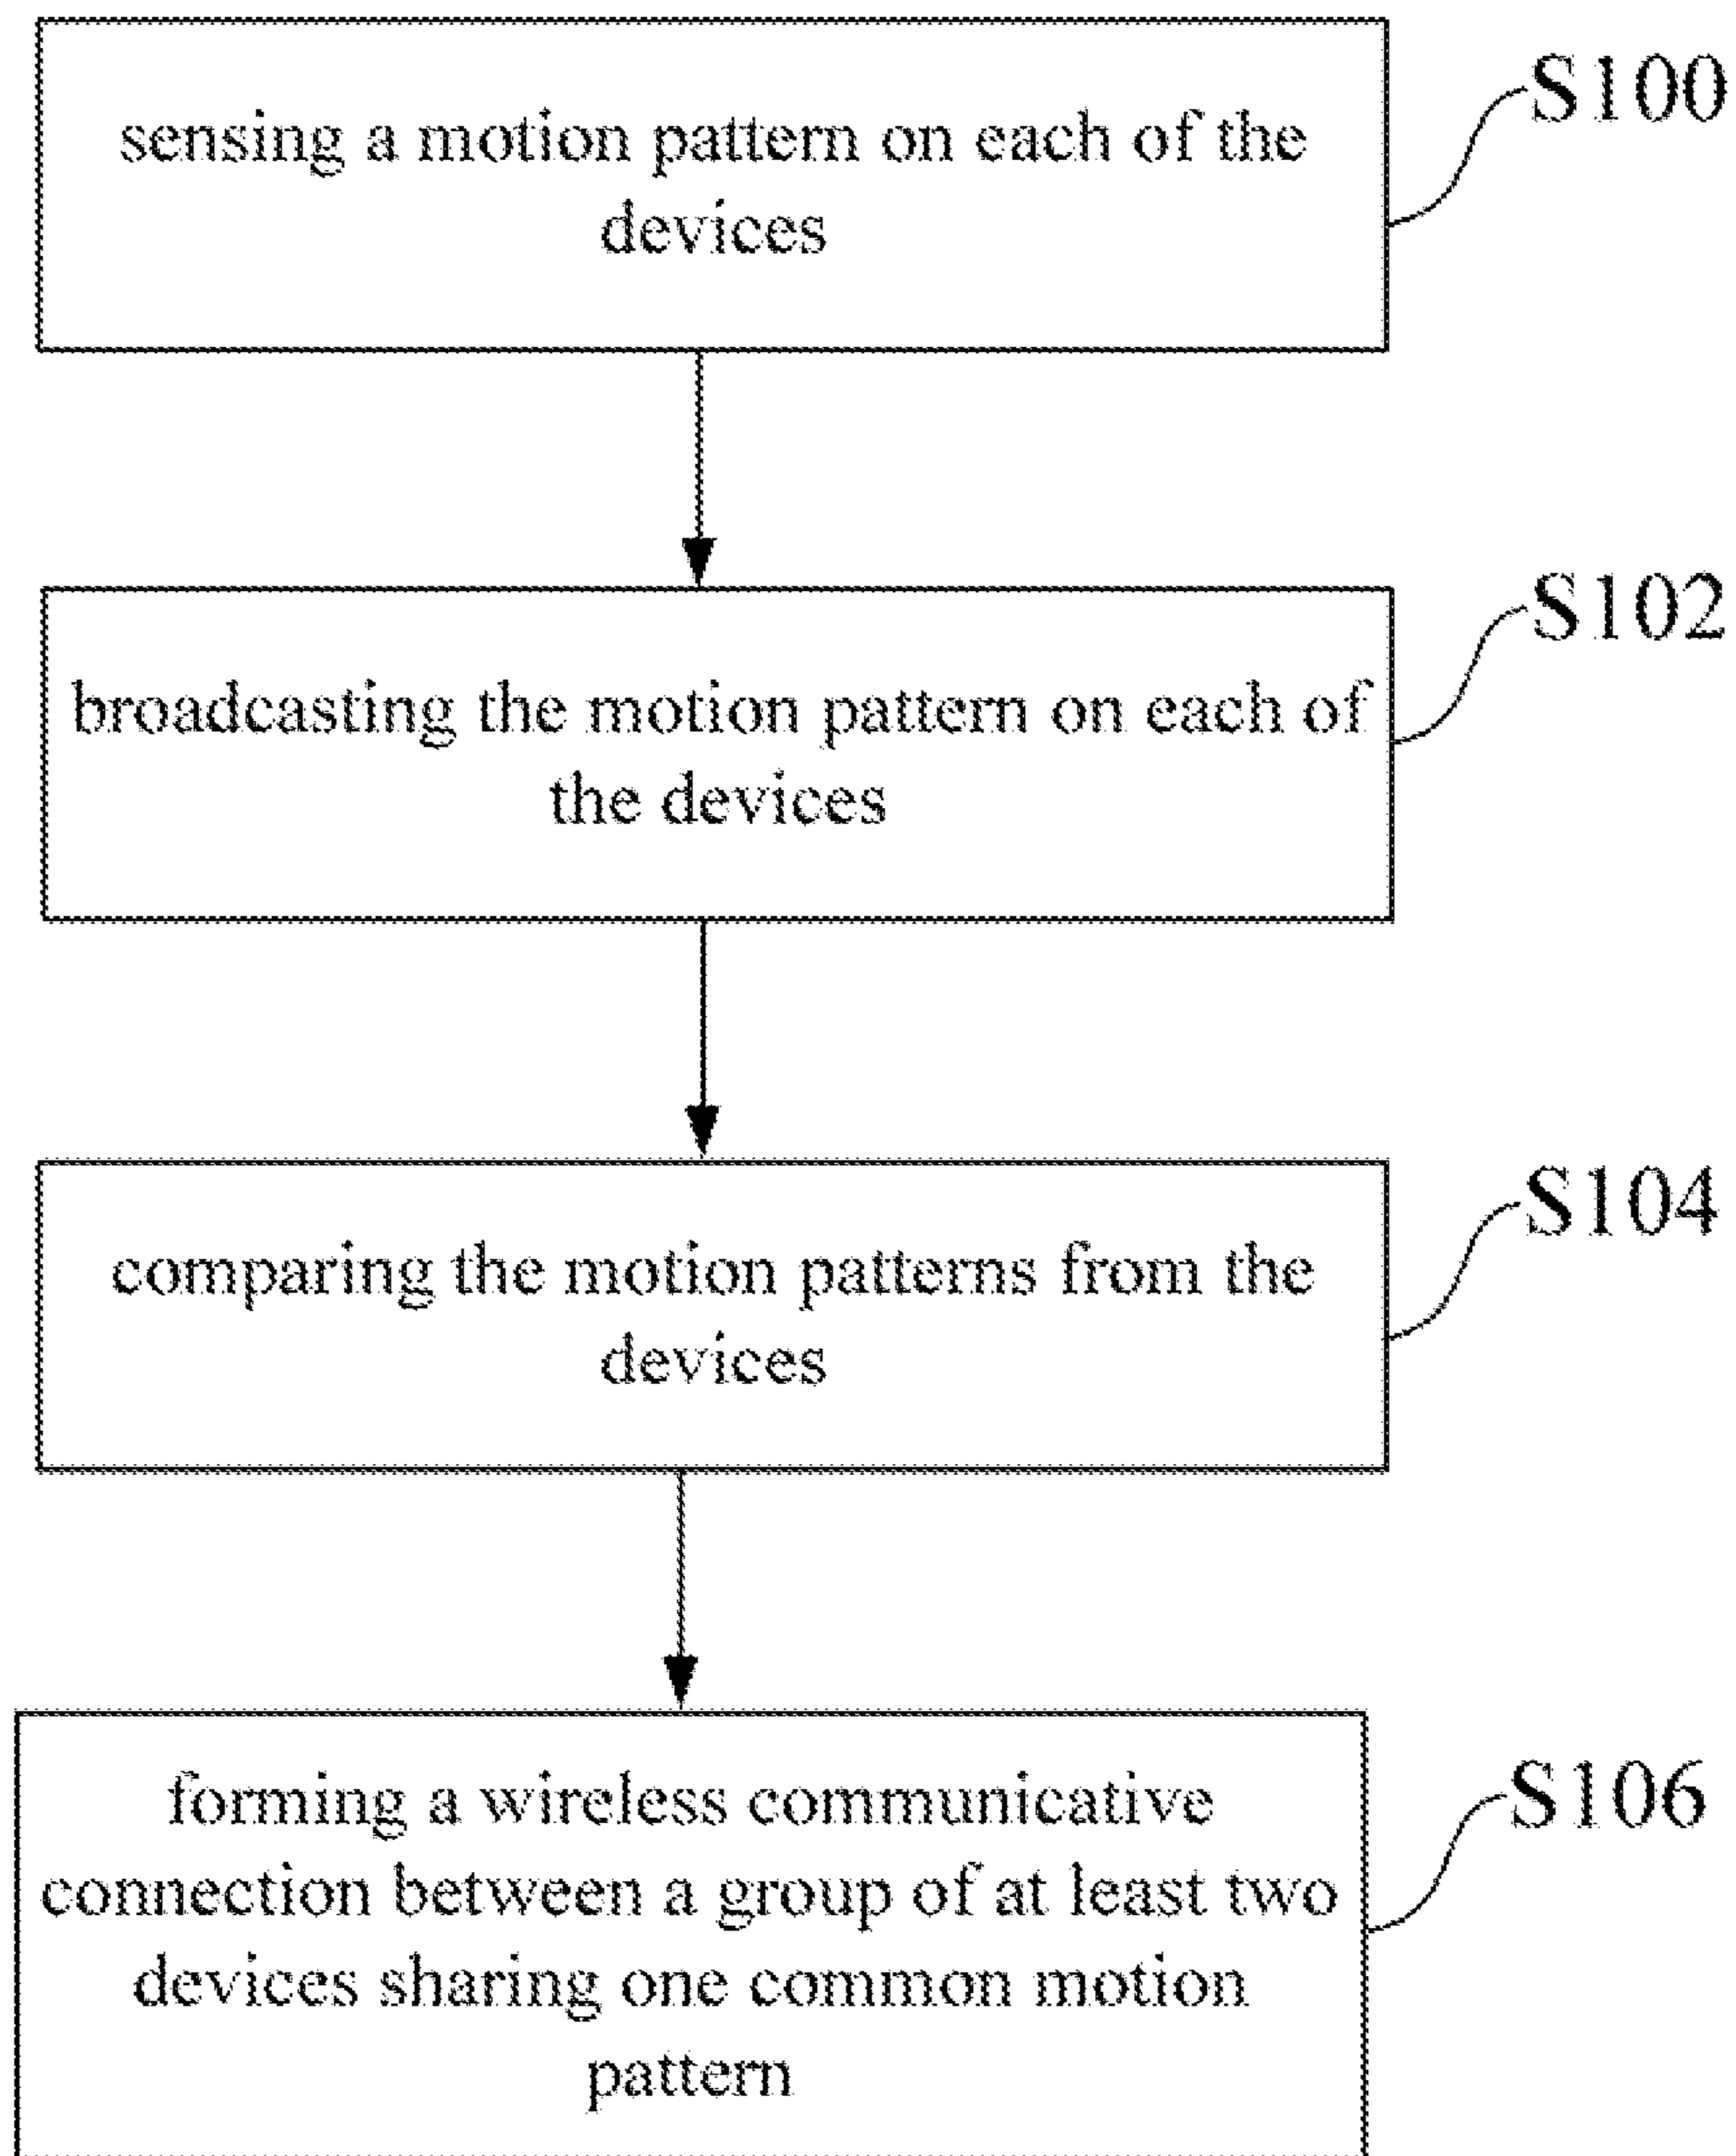 sensing a motion pattern on each of the
devices
S100
broadcasting the motion pattern on each of
the devices
S102
comparing the motion patterns from the
devices
S104
forming a wireless communicative
connection between a group of at least two
devices sharing one common motion
pattern
S106